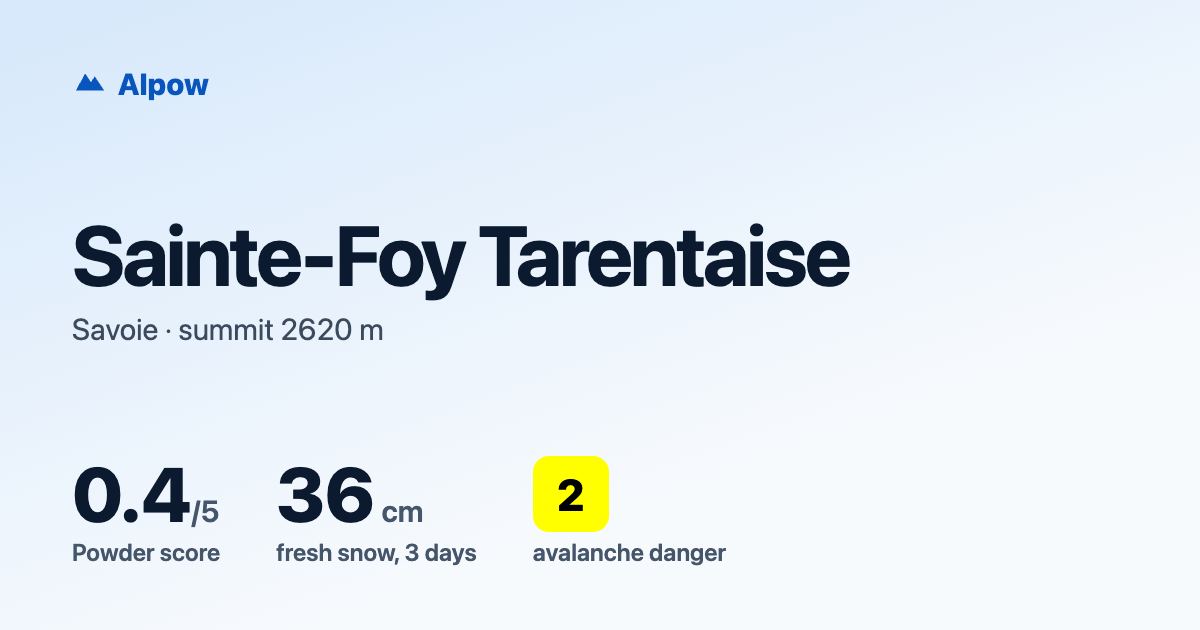 Alpow
Sainte-Foy Tarentaise
Savoie · summit 2620 m
0.4/5
Powder score
36 cm
fresh snow, 3 days
2
avalanche danger